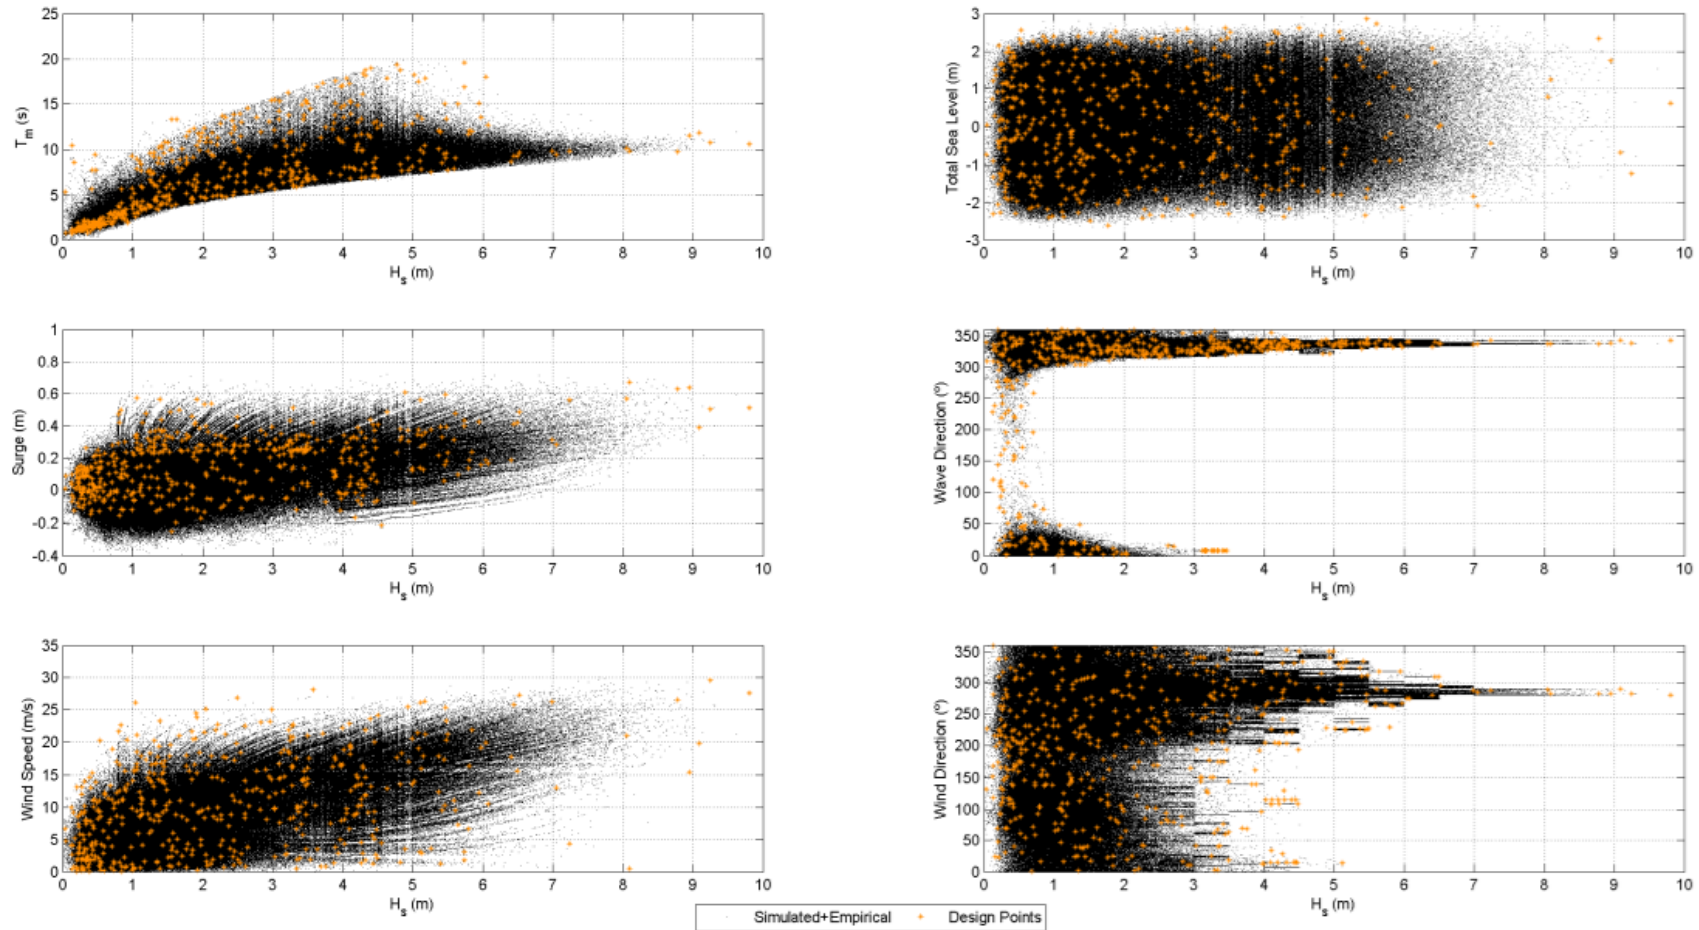 25
20
15
10
5
0
T_m (s)
0 1 2 3 4 5 6 7 8 9 10
H_s (m)
3
2
1
0
-1
-2
-3
Total Sea Level (m)
0 1 2 3 4 5 6 7 8 9 10
H_s (m)
1
0.8
0.6
0.4
0.2
0
-0.2
-0.4
Surge (m)
0 1 2 3 4 5 6 7 8 9 10
H_s (m)
350
300
250
200
150
100
50
0
Wave Direction (º)
0 1 2 3 4 5 6 7 8 9 10
H_s (m)
35
30
25
20
15
10
5
0
Wind Speed (m/s)
0 1 2 3 4 5 6 7 8 9 10
H_s (m)
350
300
250
200
150
100
50
0
Wind Direction (º)
0 1 2 3 4 5 6 7 8 9 10
H_s (m)
Simulated+Empirical Design Points